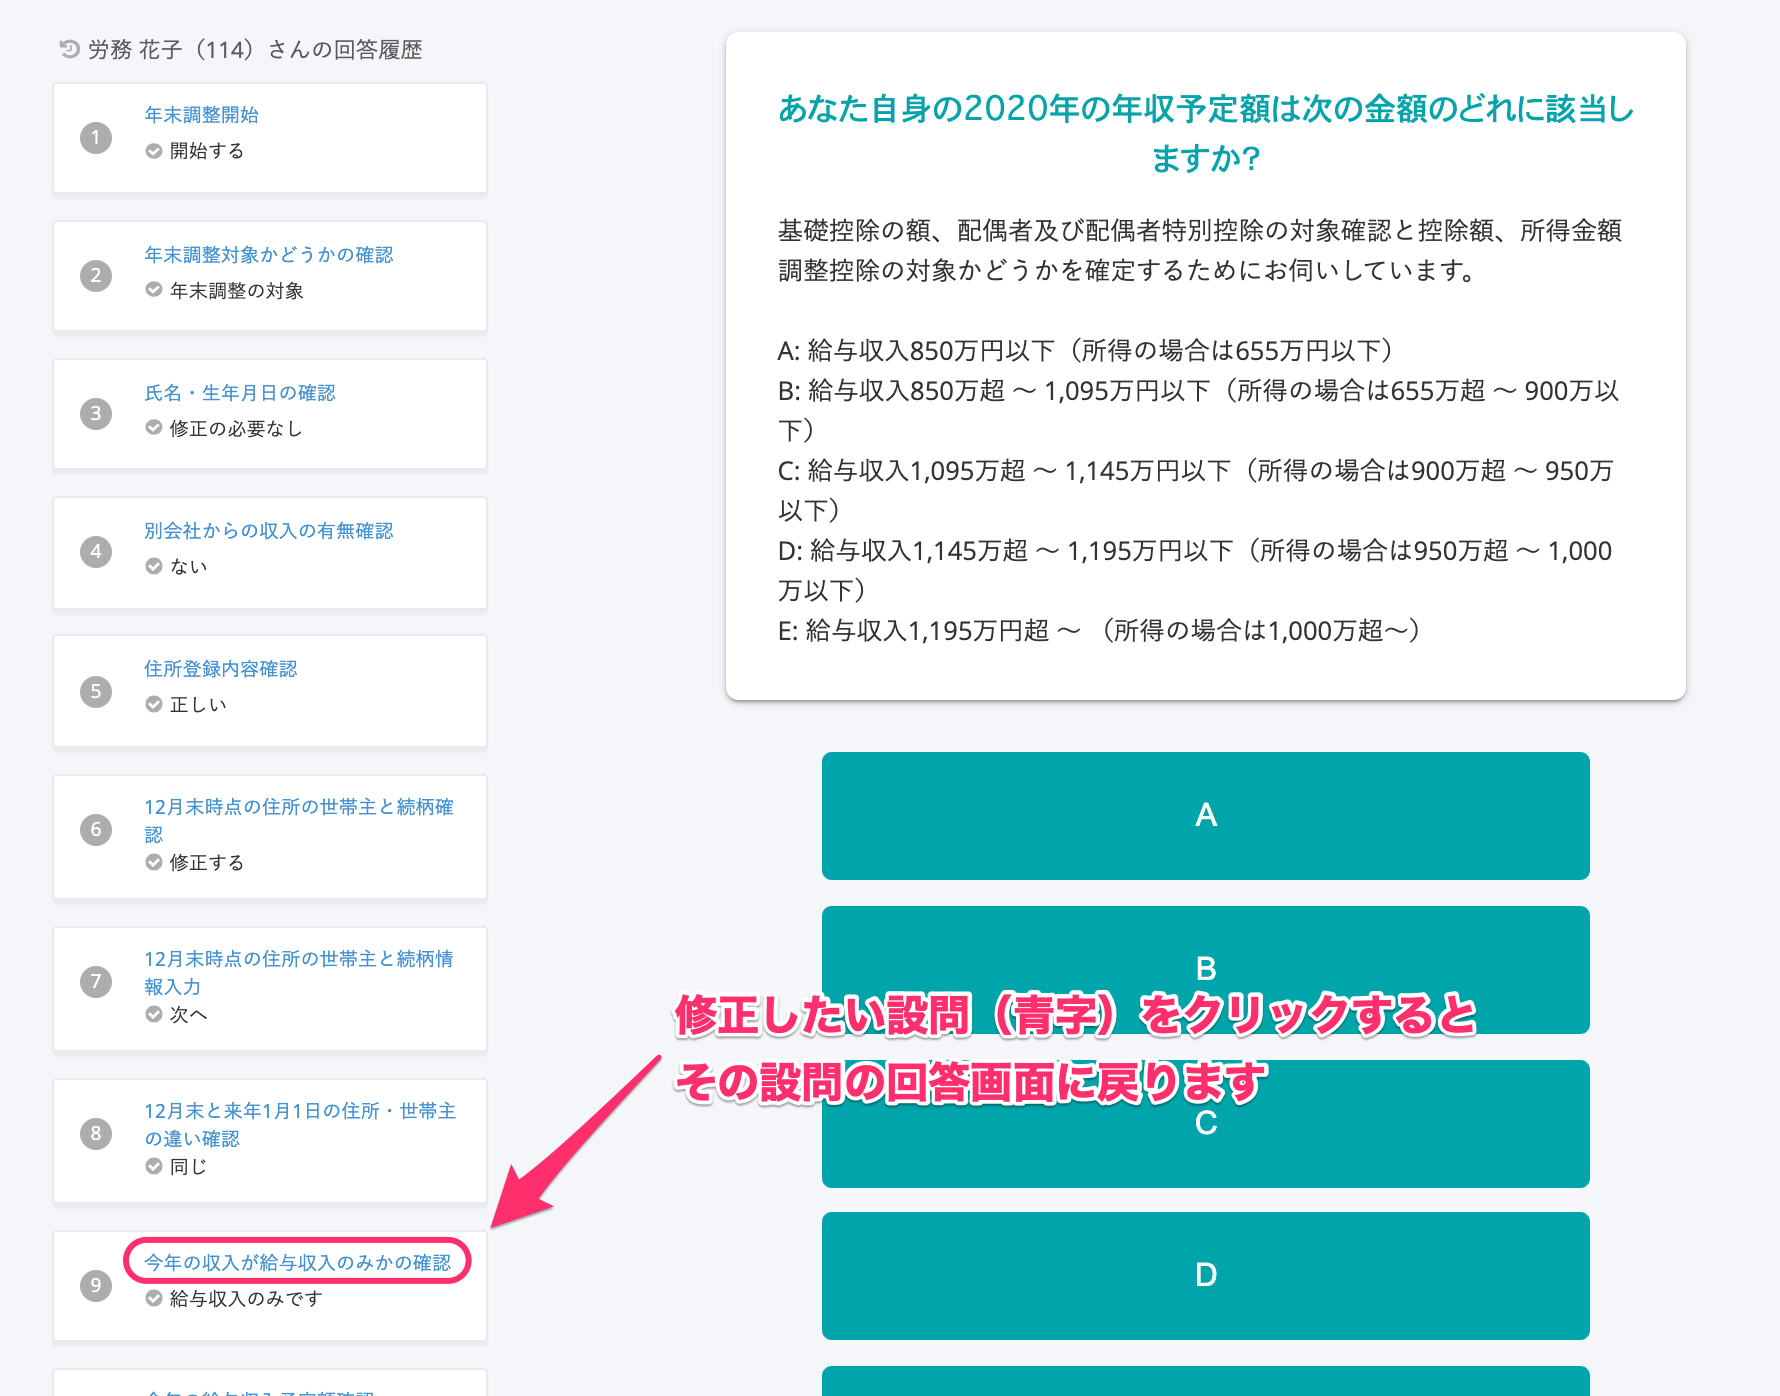 労務 花子（114）さんの回答履歴
1
年末調整開始
開始する
2
年末調整対象かどうかの確認
年末調整の対象
3
氏名・生年月日の確認
修正の必要なし
4
別会社からの収入の有無確認
ない
5
住所登録内容確認
正しい
6
12月末時点の住所の世帯主と続柄確
認
修正する
7
12月末時点の住所の世帯主と続柄情
報入力
次へ
8
12月末と来年1月1日の住所・世帯主
の違い確認
同じ
9
今年の収入が給与収入のみかの確認
給与収入のみです
あなた自身の2020年の年収予定額は次の金額のどれに該当し
ますか?
基礎控除の額、配偶者及び配偶者特別控除の対象確認と控除額、所得金額
調整控除の対象かどうかを確定するためにお伺いしています。
A: 給与収入850万円以下（所得の場合は655万円以下）
B: 給与収入850万超 〜 1,095万円以下（所得の場合は655万超 〜 900万以
下）
C: 給与収入1,095万超 〜 1,145万円以下（所得の場合は900万超 〜 950万
以下）
D: 給与収入1,145万超 〜 1,195万円以下（所得の場合は950万超 〜 1,000
万以下）
E: 給与収入1,195万円超 〜 （所得の場合は1,000万超〜）
A
B
修正したい設問（青字）をクリックすると
その設問の回答画面に戻ります
C
D